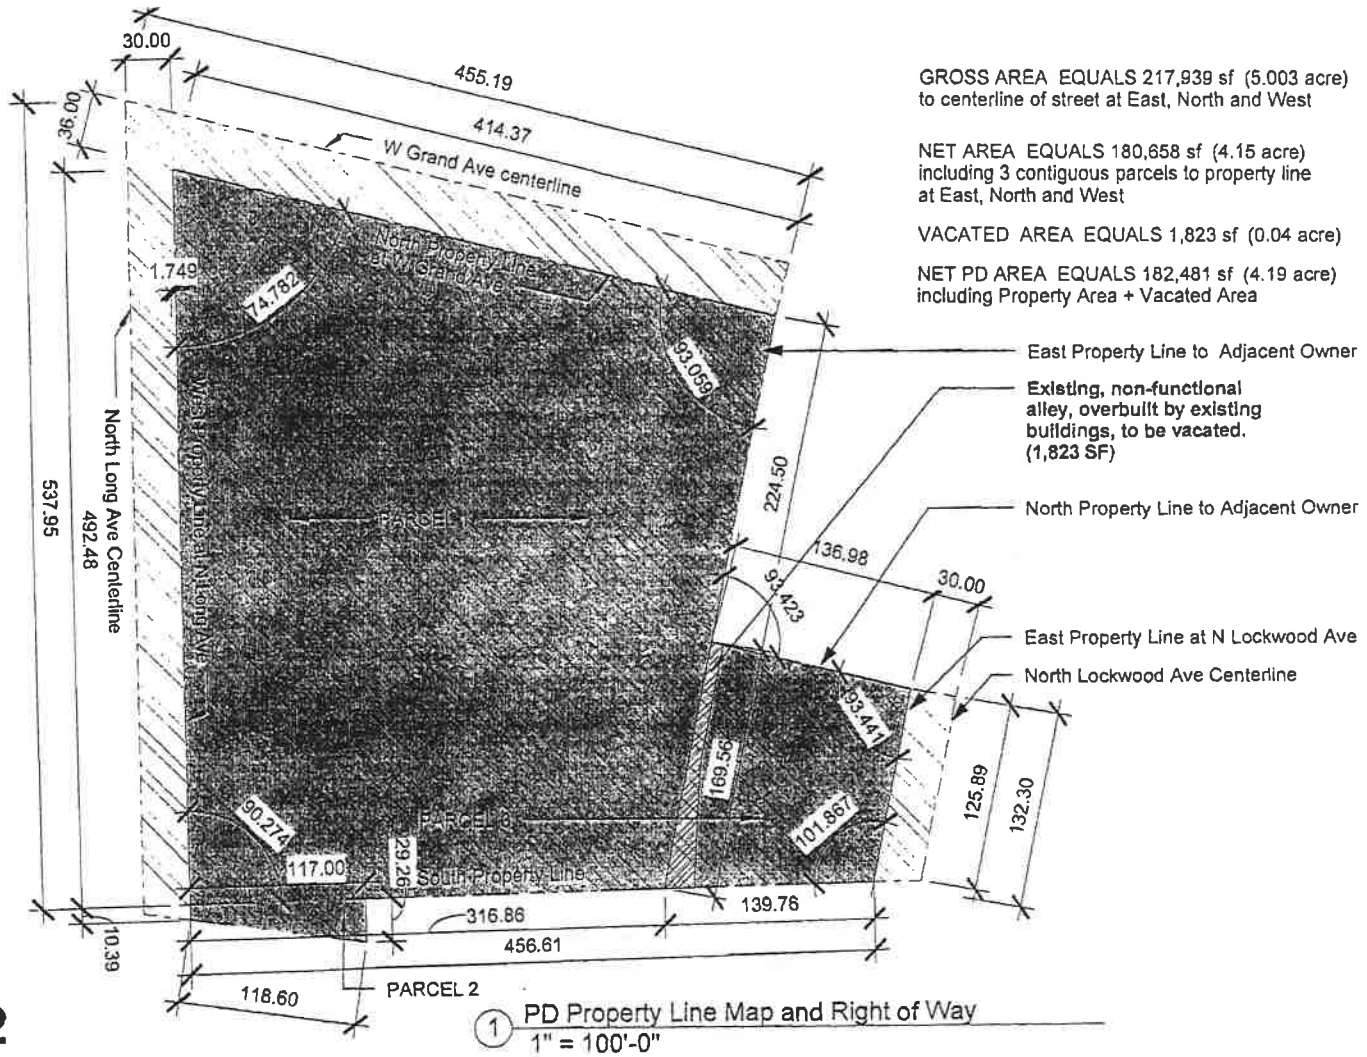 30.00
455.19
414.37
36.00
W Grand Ave centerline
GROSS AREA EQUALS 217,939 sf (5.003 acre)
to centerline of street at East, North and West
NET AREA EQUALS 180,658 sf (4.15 acre)
including 3 contiguous parcels to property line
at East, North and West
VACATED AREA EQUALS 1,823 sf (0.04 acre)
NET PD AREA EQUALS 182,481 sf (4.19 acre)
including Property Area + Vacated Area
North Property Line
at W Grand Ave
1.749
74.782
93.059
East Property Line to Adjacent Owner
Existing, non-functional
alley, overbuilt by existing
buildings, to be vacated.
(1,823 SF)
North Property Line to Adjacent Owner
East Property Line at N Lockwood Ave
North Lockwood Ave Centerline
537.95
492.48
North Long Ave Centerline
West Property Line at N Long Ave
PARCEL 1
224.50
136.98
30.00
93.423
93.441
169.56
101.867
125.89
132.30
90.274
117.00
29.26
PARCEL 3
South Property Line
316.86
139.76
456.61
10.39
118.60
PARCEL 2
1
PD Property Line Map and Right of Way
1" = 100'-0"